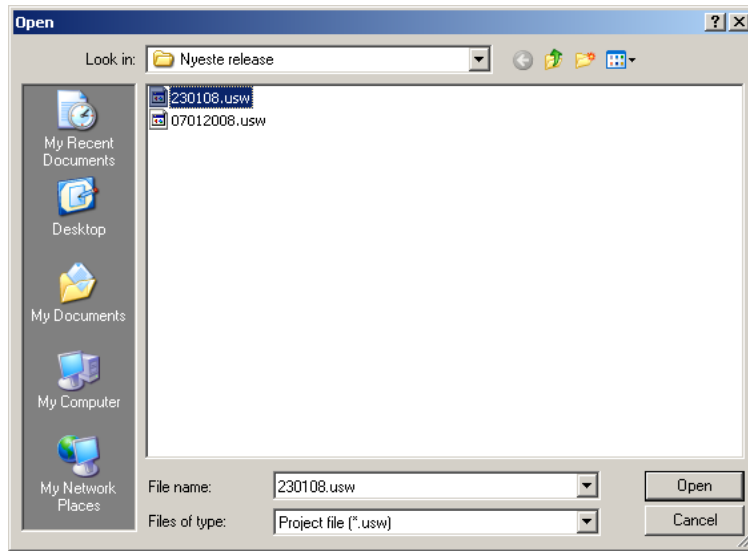 Open
Look in: Nyeste release
230108.usw
07012008.usw
My Recent
Documents
Desktop
My Documents
My Computer
My Network
Places
File name: 230108.usw Open
Files of type: Project file (*.usw) Cancel